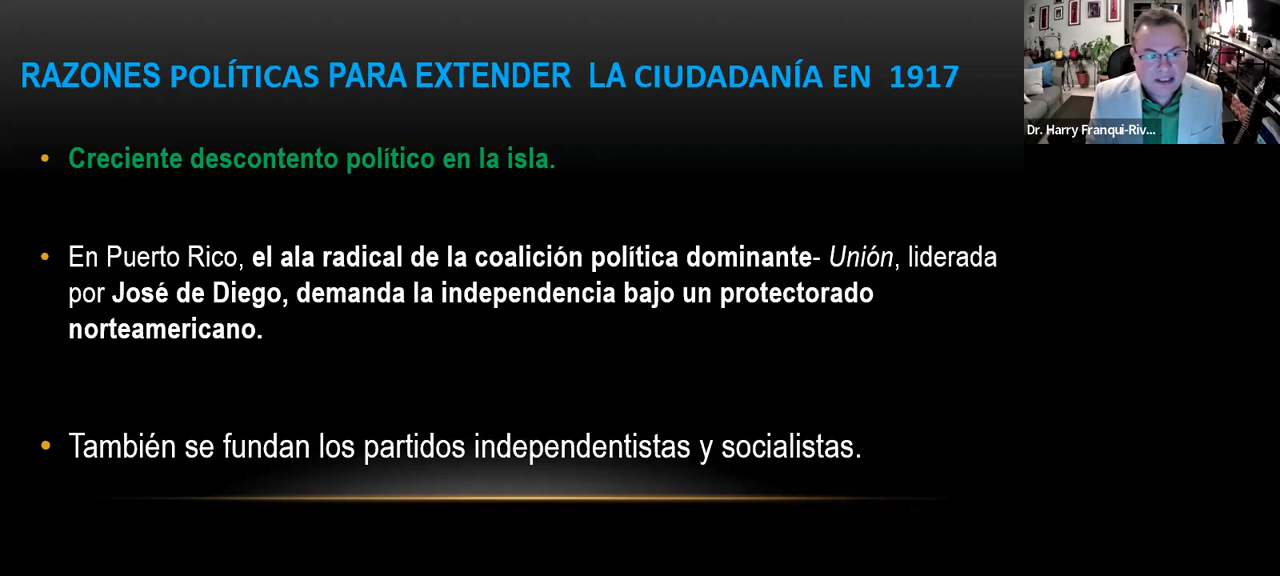 RAZONES POLÍTICAS PARA EXTENDER LA CIUDADANÍA EN 1917
Dr. Harry Franqui-Riv...
• Creciente descontento político en la isla.
• En Puerto Rico, el ala radical de la coalición política dominante- Unión, liderada
por José de Diego, demanda la independencia bajo un protectorado
norteamericano.
• También se fundan los partidos independentistas y socialistas.